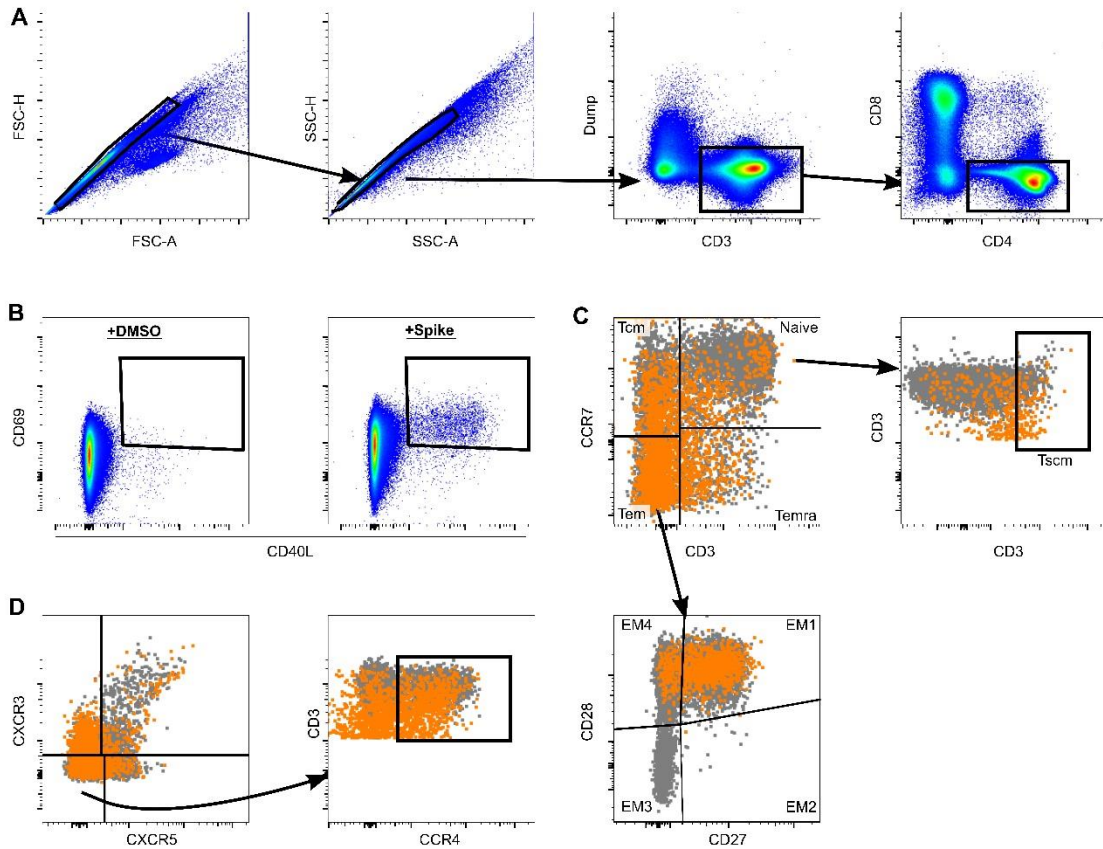 A
FSC-H
FSC-A
SSC-H
SSC-A
Dump
CD3
CD8
CD4
B
+DMSO
+Spike
CD69
CD40L
C
Tcm
Naive
CCR7
Tem
Temra
CD3
CD3
Tscm
CD3
D
CXCR3
CXCR5
CD3
CCR4
EM4
EM1
CD28
EM3
EM2
CD27